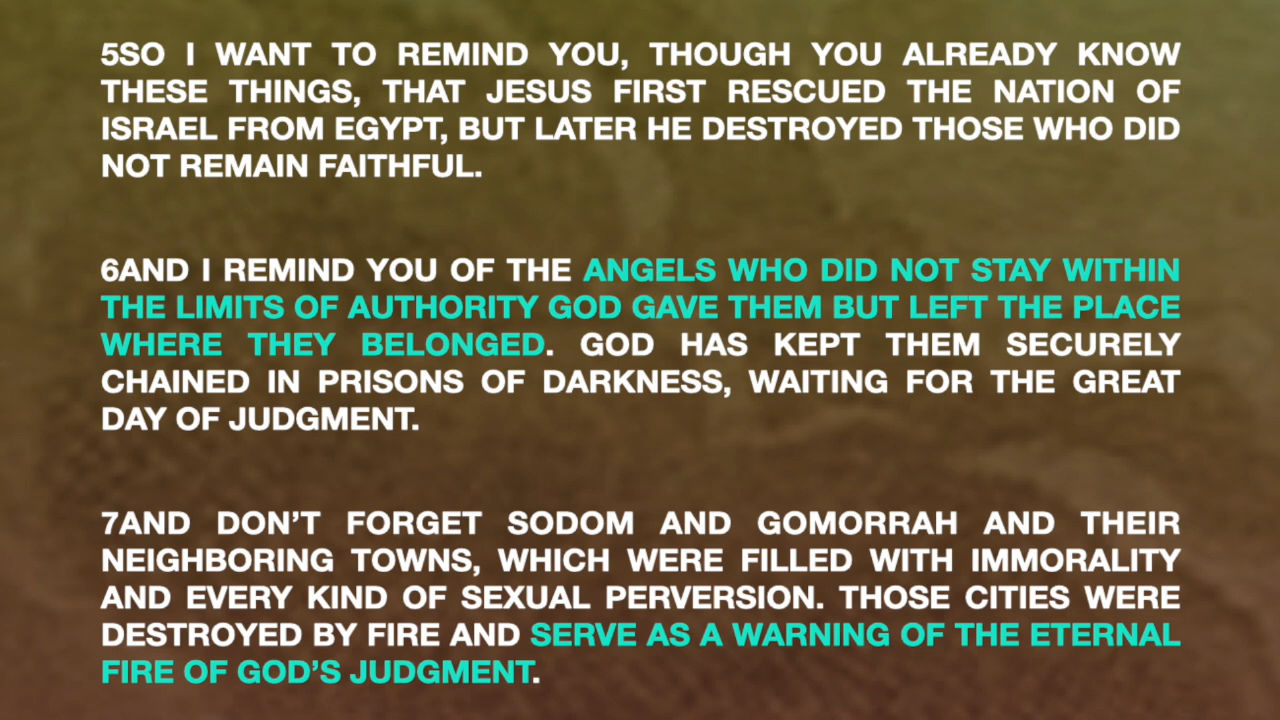 5SO I WANT TO REMIND YOU, THOUGH YOU ALREADY KNOW
THESE THINGS, THAT JESUS FIRST RESCUED THE NATION OF
ISRAEL FROM EGYPT, BUT LATER HE DESTROYED THOSE WHO DID
NOT REMAIN FAITHFUL.
6AND I REMIND YOU OF THE ANGELS WHO DID NOT STAY WITHIN
THE LIMITS OF AUTHORITY GOD GAVE THEM BUT LEFT THE PLACE
WHERE THEY BELONGED. GOD HAS KEPT THEM SECURELY
CHAINED IN PRISONS OF DARKNESS, WAITING FOR THE GREAT
DAY OF JUDGMENT.
7AND DON’T FORGET SODOM AND GOMORRAH AND THEIR
NEIGHBORING TOWNS, WHICH WERE FILLED WITH IMMORALITY
AND EVERY KIND OF SEXUAL PERVERSION. THOSE CITIES WERE
DESTROYED BY FIRE AND SERVE AS A WARNING OF THE ETERNAL
FIRE OF GOD’S JUDGMENT.